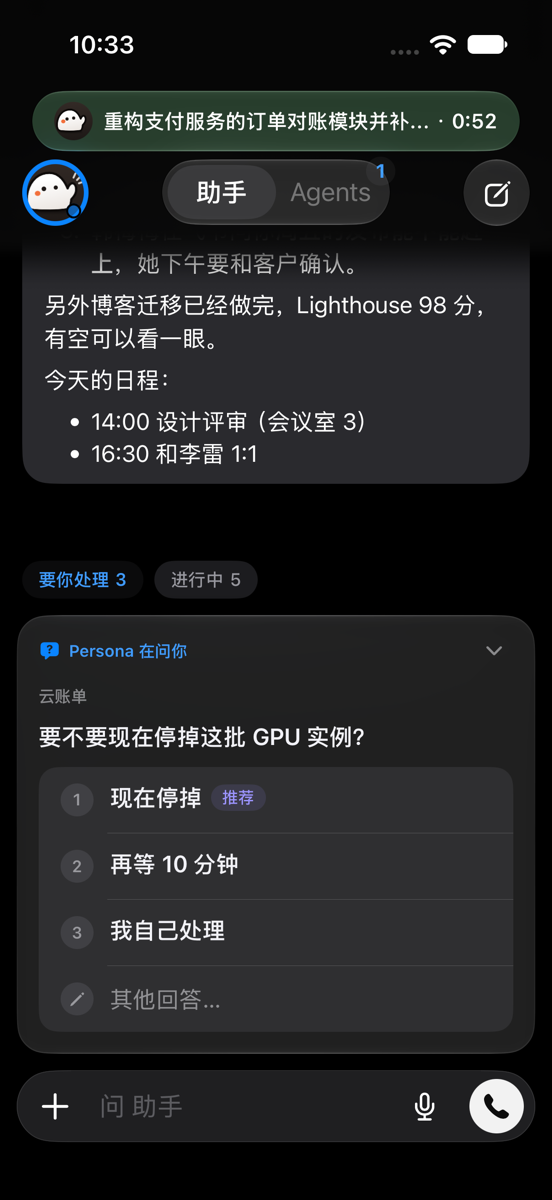 10:33
重构支付服务的订单对账模块并补... · 0:52
助手
Agents
1
上，她下午要和客户确认。
另外博客迁移已经做完，Lighthouse 98 分，
有空可以看一眼。
今天的日程：
• 14:00 设计评审（会议室 3）
• 16:30 和李雷 1:1
要你处理 3
进行中 5
Persona 在问你
云账单
要不要现在停掉这批 GPU 实例？
1 现在停掉 推荐
2 再等 10 分钟
3 我自己处理
其他回答...
问 助手